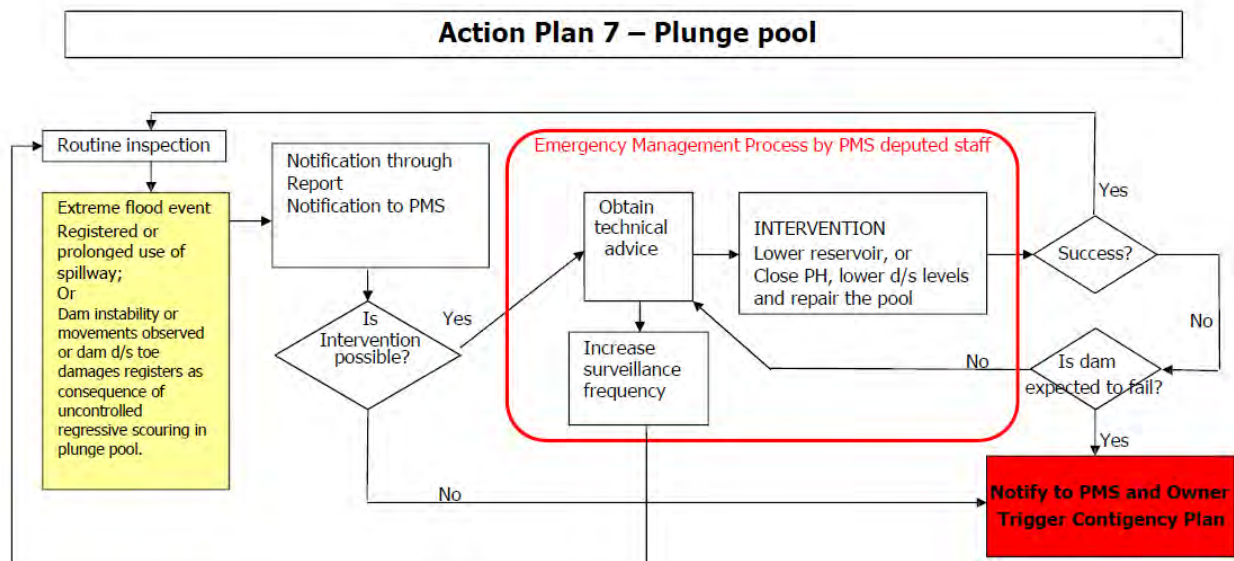 Action Plan 7 – Plunge pool
Routine inspection
Extreme flood event
Registered or
prolonged use of
spillway;
Or
Dam instability or
movements observed
or dam d/s toe
damages registers as
consequence of
uncontrolled
regressive scouring in
plunge pool.
Notification through
Report
Notification to PMS
Is
Intervention
possible?
Yes
No
Emergency Management Process by PMS deputed staff
Obtain
technical
advice
Increase
surveillance
frequency
INTERVENTION
Lower reservoir, or
Close PH, lower d/s levels
and repair the pool
Success?
Yes
No
Is dam
expected to fail?
No
Yes
Notify to PMS and Owner
Trigger Contigency Plan